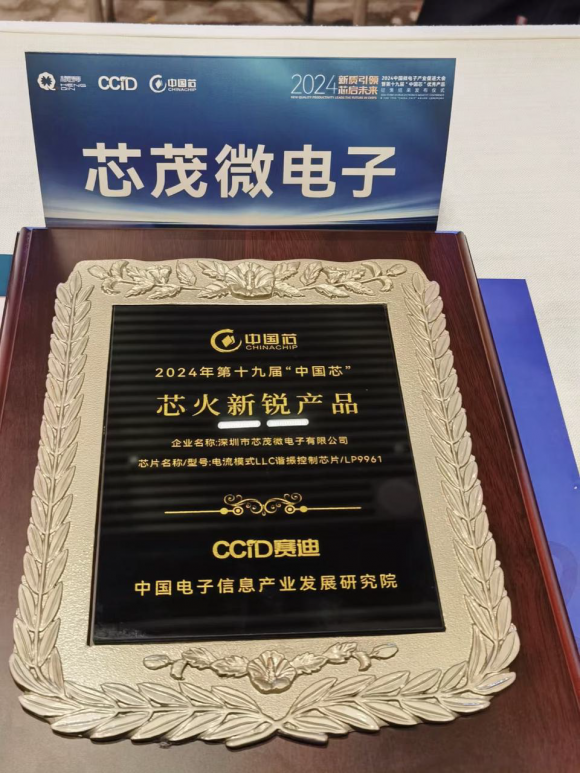 CCID
中国芯
CHINACHIP
2024
新质引领
芯启未来
芯茂微电子
中国芯
CHINACHIP
2024年第十九届“中国芯”
芯火新锐产品
企业名称:深圳市芯茂微电子有限公司
芯片名称/型号:电流模式LLC谐振控制芯片/LP9961
CCID赛迪
中国电子信息产业发展研究院